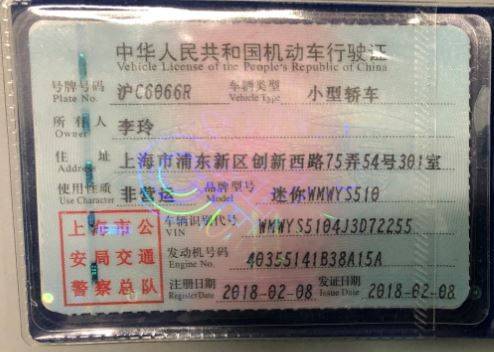 中华人民共和国机动车行驶证
Vehicle License of the People's Republic of China
号牌号码 沪C6066R 车辆类型 小型轿车
Plate No. Vehicle Type
所有人 李玲
Owner
住址 上海市浦东新区创新西路75弄54号301室
Address
使用性质 非营运 品牌型号 迷你WMWYS510
Use Character Model
上海市公 车辆识别代号 WMWYS5104J3D72255
VIN
安局交通 发动机号码 40355141B38A15A
Engine No.
警察总队 注册日期 2018-02-08 发证日期 2018-02-08
Register Date Issue Date